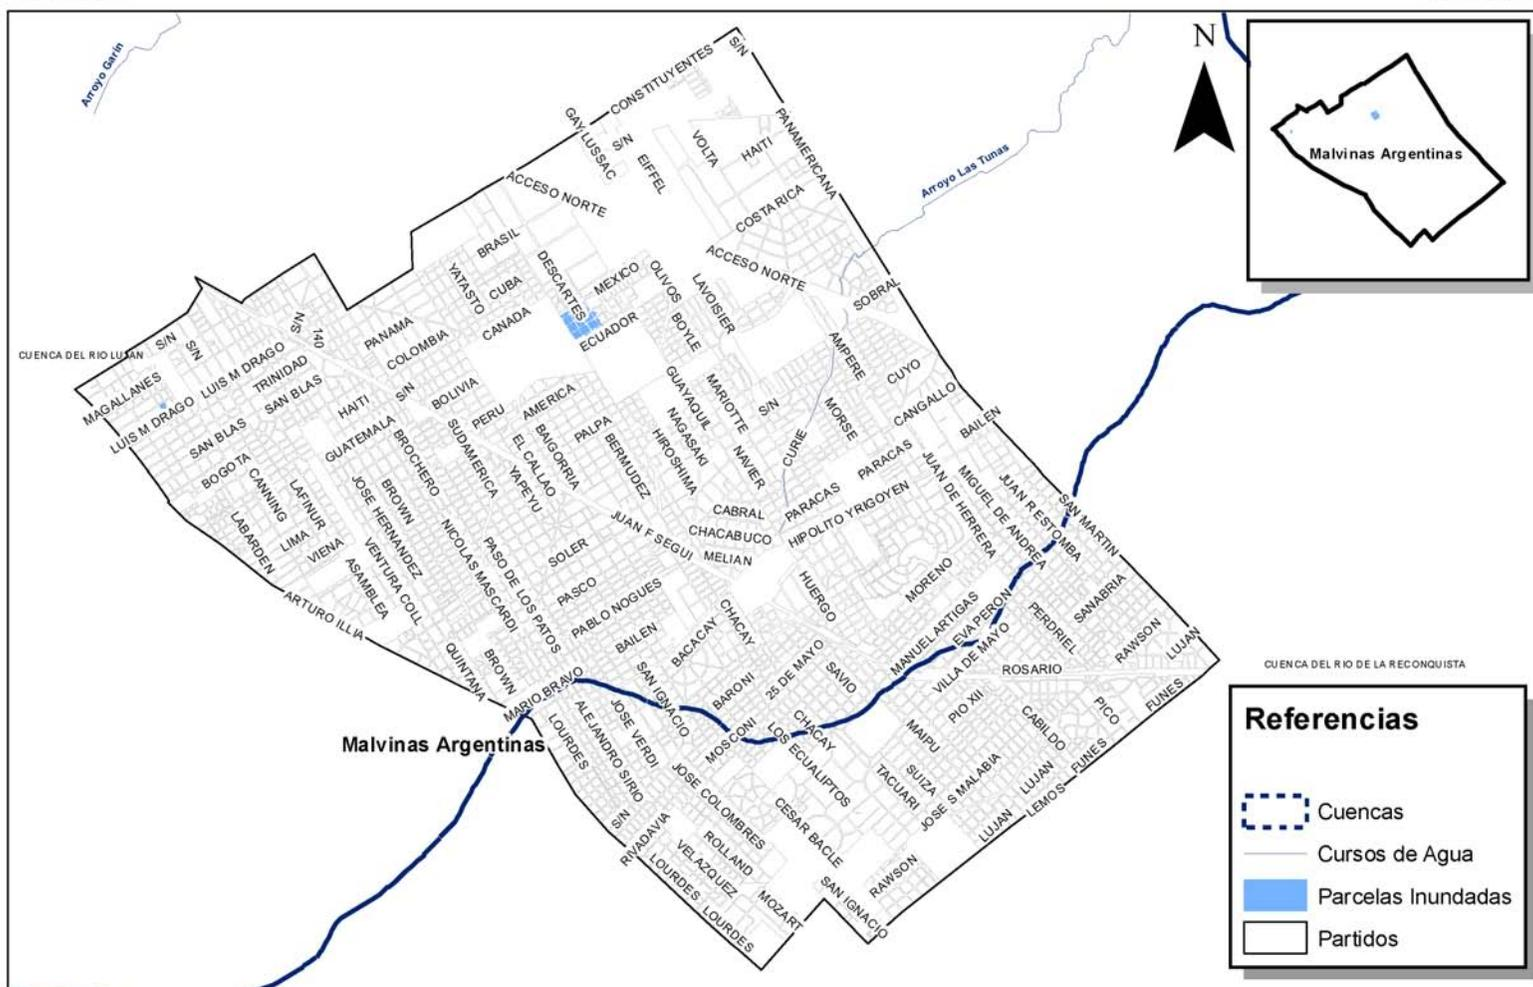 Arroyo Garín
N
CONSTITUYENTES
S/N
GAY LUSSAC
S/N
EIFFEL
VOLTA
HAITI
PANAMERICANA
Arroyo Las Tunas
Malvinas Argentinas
ACCESO NORTE
COSTA RICA
BRASIL
DESCARTES
MEXICO
OLIVOS
ACCESO NORTE
YATASTO
CUBA
LAVOISIER
SOBRAL
CANADA
ECUADOR
BOYLE
S/N
140
PANAMA
COLOMBIA
AMPERE
CUENCA DEL RIO LUJAN
S/N
S/N
LUIS M DRAGO
TRINIDAD
SAN BLAS
MAGALLANES
LUIS M DRAGO
HAITI
S/N
BOLIVIA
PERU
AMERICA
GUAYAQUIL
MARIOTTE
S/N
CUYO
CANGALLO
BAILEN
MORSE
SAN BLAS
GUATEMALA
BROCHERO
SUDAMERICA
EL CALLAO
BAIGORRIA
PALPA
BERMUDEZ
HIROSHIMA
NAGASAKI
NAVIER
CURIE
PARACAS
BOGOTA
CANNING
LAFINUR
JOSE HERNANDEZ
BROWN
YAPEYU
PARACAS
JUAN DE HERRERA
MIGUEL DE ANDREA
JUAN R ESTOMBA
SAN MARTIN
LABARDEN
LIMA
VIENA
VENTURA COLL
NICOLAS MASCARDI
PASO DE LOS PATOS
JUAN F SEGUI
CABRAL
CHACABUCO
MELIAN
HIPOLITO YRIGOYEN
ASAMBLEA
SOLER
PASCO
PABLO NOGUES
HUERGO
MORENO
ARTURO ILLIA
BAILEN
BACACAY
CHACAY
MANUEL ARTIGAS
EVA PERON
PERDRIEL
SANABRIA
RAWSON
LUJAN
QUINTANA
BROWN
MARIO BRAVO
SAN IGNACIO
BARONI
25 DE MAYO
SAVIO
VILLA DE MAYO
ROSARIO
CUENCA DEL RIO DE LA RECONQUISTA
FUNES
Malvinas Argentinas
LOURDES
ALEJANDRO SIRIO
JOSE VERDI
MOSCONI
LOS ECUALIPTOS
CHACAY
MAIPU
PIO XII
CABILDO
PICO
FUNES
JOSE COLOMBRES
TACUARI
SUIZA
JOSE S MALABIA
LUJAN
LEMOS
LUJAN
S/N
RIVADAVIA
ROLLAND
VELAZQUEZ
CESAR BACLE
LOURDES
LOURDES
MOZART
SAN IGNACIO
RAWSON
Referencias
Cuencas
Cursos de Agua
Parcelas Inundadas
Partidos